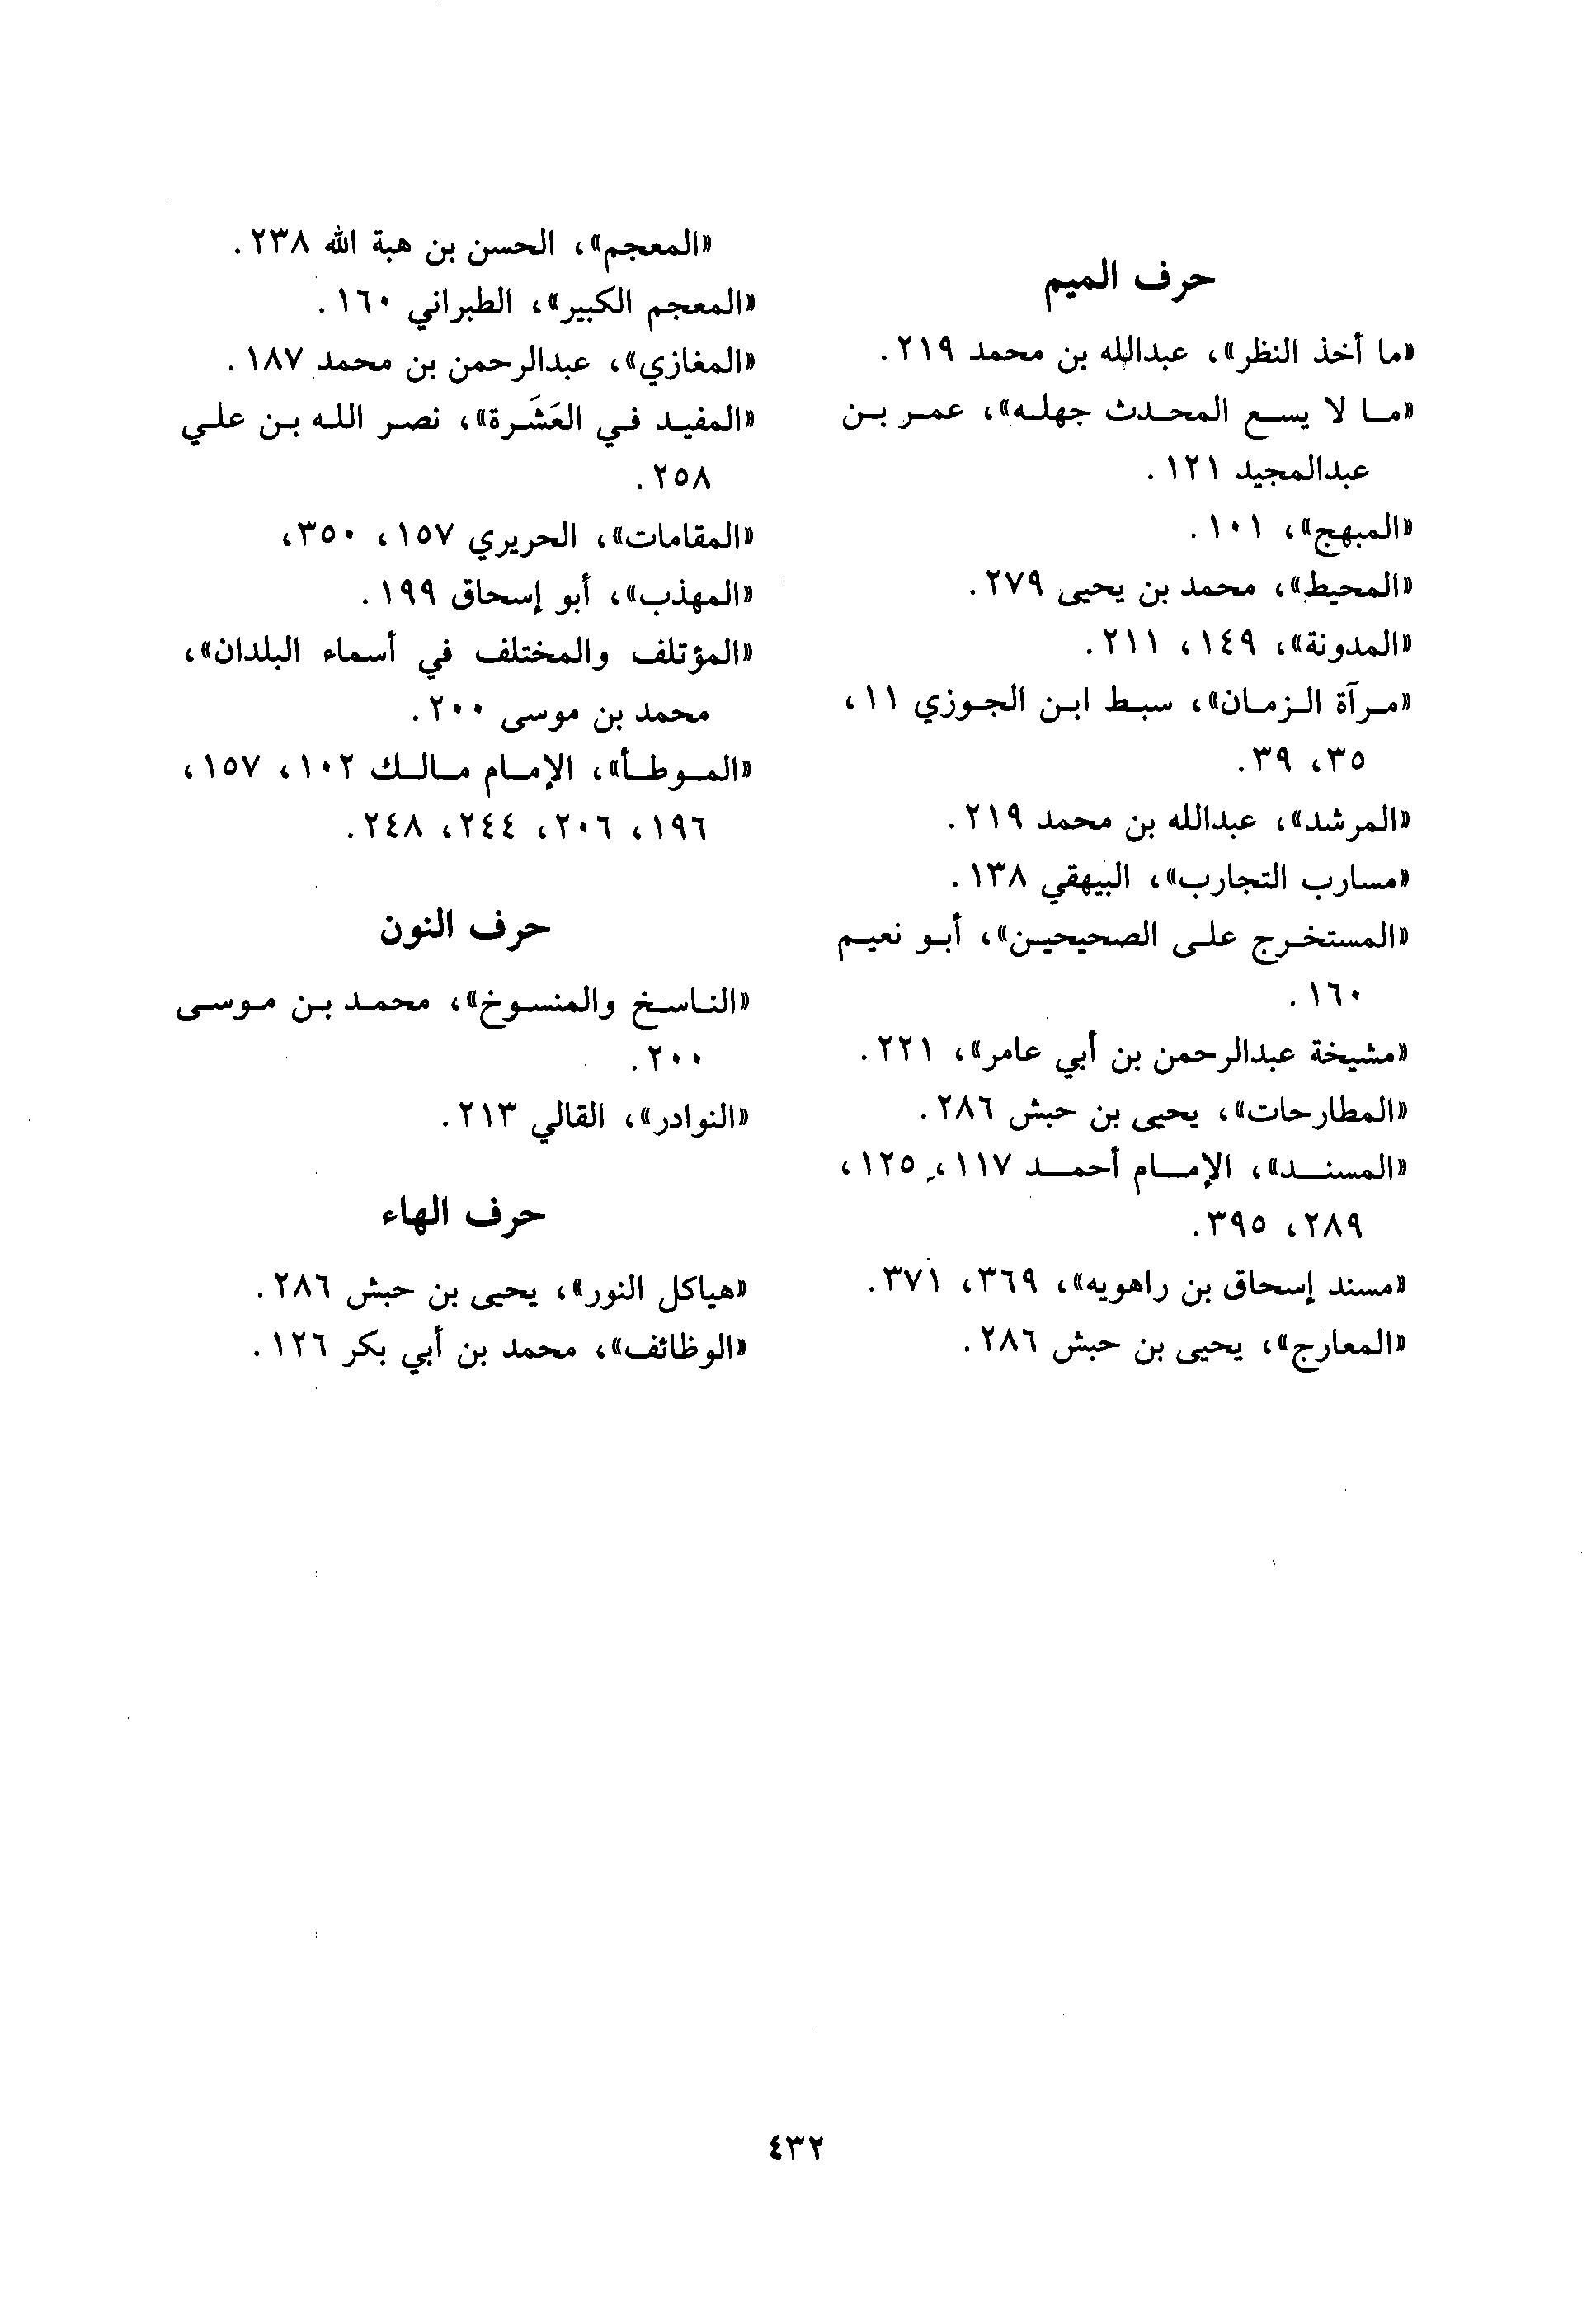 حرف الميم
«ما أخذ النظر»، عبدالله بن محمد ٢١٩.
«ما لا يسع المحدث جهله»، عمر بن
عبدالمجيد ١٢١.
«المبهج»، ١٠١.
«المحيط»، محمد بن يحيى ٢٧٩.
«المدونة»، ١٤٩، ٢١١.
«مرآة الزمان»، سبط ابن الجوزي ١١،
٣٥، ٣٩.
«المرشد»، عبدالله بن محمد ٢١٩.
«مسارب التجارب»، البيهقي ١٣٨.
«المستخرج على الصحيحين»، أبو نعيم
١٦٠.
«مشيخة عبدالرحمن بن أبي عامر»، ٢٢١.
«المطارحات»، يحيى بن حبش ٢٨٦.
«المسند»، الإمام أحمد ١١٧، ١٢٥،
٢٨٩، ٣٩٥.
«مسند إسحاق بن راهويه»، ٣٦٩، ٣٧١.
«المعارج»، يحيى بن حبش ٢٨٦.
«المعجم»، الحسن بن هبة الله ٢٣٨.
«المعجم الكبير»، الطبراني ١٦٠.
«المغازي»، عبدالرحمن بن محمد ١٨٧.
«المفيد في العَشَرة»، نصر الله بن علي
٢٥٨.
«المقامات»، الحريري ١٥٧، ٣٥٠،
«المهذب»، أبو إسحاق ١٩٩.
«المؤتلف والمختلف في أسماء البلدان»،
محمد بن موسى ٢٠٠.
«الموطأ»، الإمام مالك ١٠٢، ١٥٧،
١٩٦، ٢٠٦، ٢٤٤، ٢٤٨.
حرف النون
«الناسخ والمنسوخ»، محمد بن موسى
٢٠٠.
«النوادر»، القالي ٢١٣.
حرف الهاء
«هياكل النور»، يحيى بن حبش ٢٨٦.
«الوظائف»، محمد بن أبي بكر ١٢٦.
٤٣٢